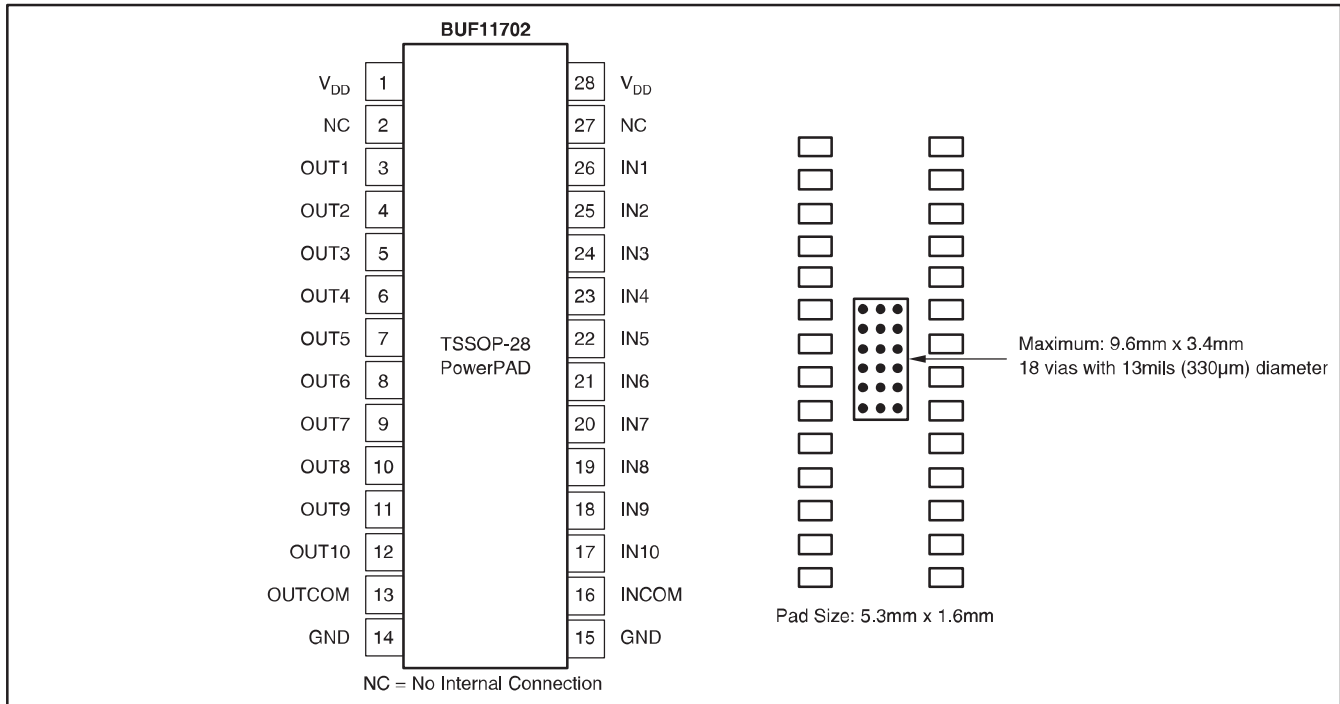 BUF11702
V_DD 1 28 V_DD
NC 2 27 NC
OUT1 3 26 IN1
OUT2 4 25 IN2
OUT3 5 24 IN3
OUT4 6 23 IN4
OUT5 7 22 IN5
OUT6 8 21 IN6
OUT7 9 20 IN7
OUT8 10 19 IN8
OUT9 11 18 IN9
OUT10 12 17 IN10
OUTCOM 13 16 INCOM
GND 14 15 GND
TSSOP-28
PowerPAD
NC = No Internal Connection
Maximum: 9.6mm x 3.4mm
18 vias with 13mils (330μm) diameter
Pad Size: 5.3mm x 1.6mm